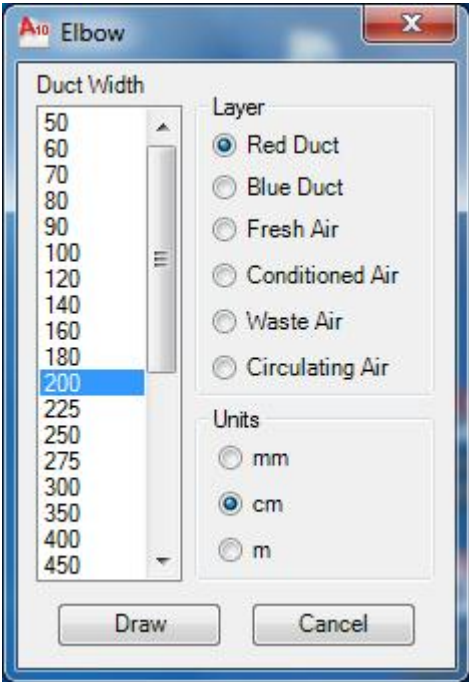 A10 Elbow
Duct Width
50
60
70
80
90
100
120
140
160
180
200
225
250
275
300
350
400
450
Layer
Red Duct
Blue Duct
Fresh Air
Conditioned Air
Waste Air
Circulating Air
Units
mm
cm
m
Draw
Cancel